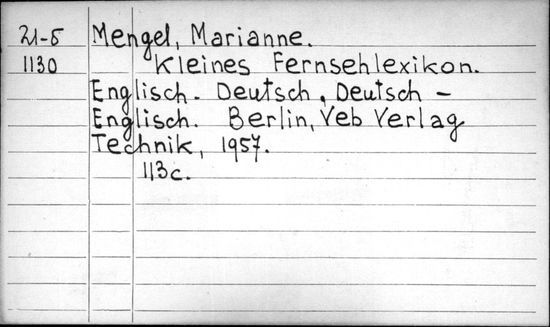 21-5 Mengel, Marianne.
1130 Kleines Fernsehlexikon.
Englisch- Deutsch, Deutsch –
Englisch. Berlin, Veb Verlag
Technik, 1957.
113c.